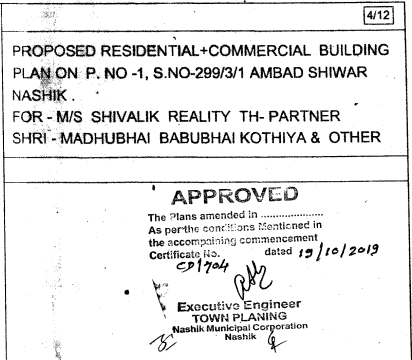 4/12
PROPOSED RESIDENTIAL+COMMERCIAL BUILDING
PLAN ON P. NO -1, S.NO-299/3/1 AMBAD SHIWAR
NASHIK .
FOR - M/S SHIVALIK REALITY TH- PARTNER
SHRI - MADHUBHAI BABUBHAI KOTHIYA & OTHER
APPROVED
The Plans amended in ......................
As per the conditions Mentioned in
the accompaining commencement
Certificate No. dated 19/10/2019
CD/704
Executive Engineer
TOWN PLANING
Nashik Municipal Corporation
Nashik